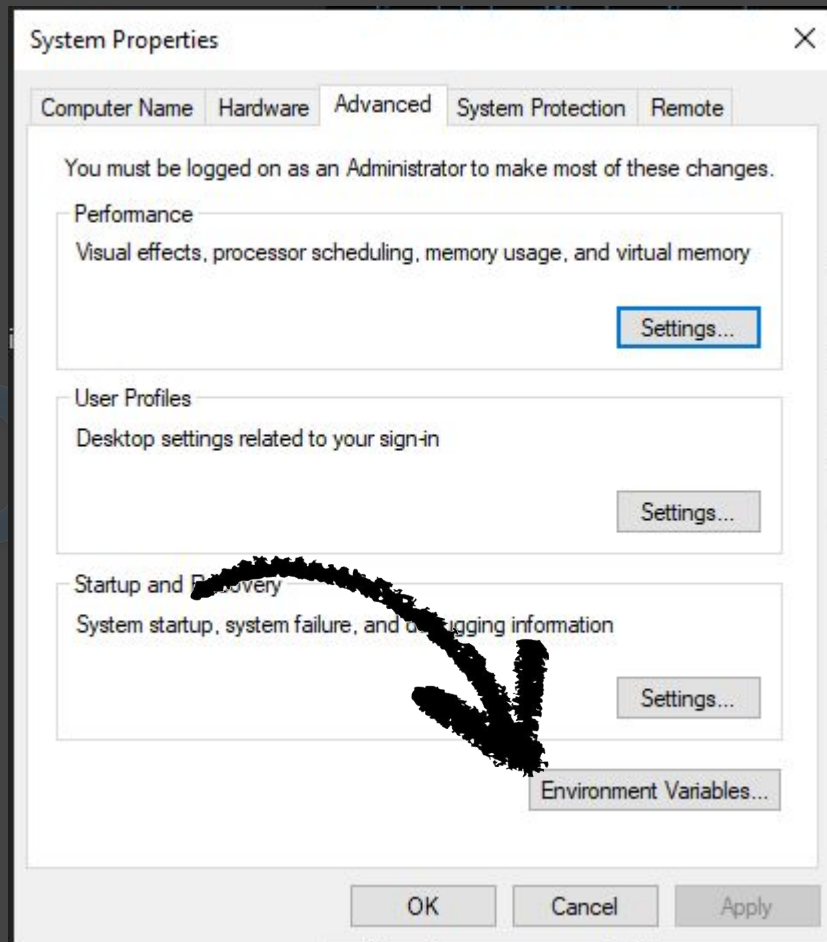 System Properties
Computer Name Hardware Advanced System Protection Remote
You must be logged on as an Administrator to make most of these changes.
Performance
Visual effects, processor scheduling, memory usage, and virtual memory
Settings...
User Profiles
Desktop settings related to your sign-in
Settings...
Startup and Recovery
System startup, system failure, and debugging information
Settings...
Environment Variables...
OK Cancel Apply